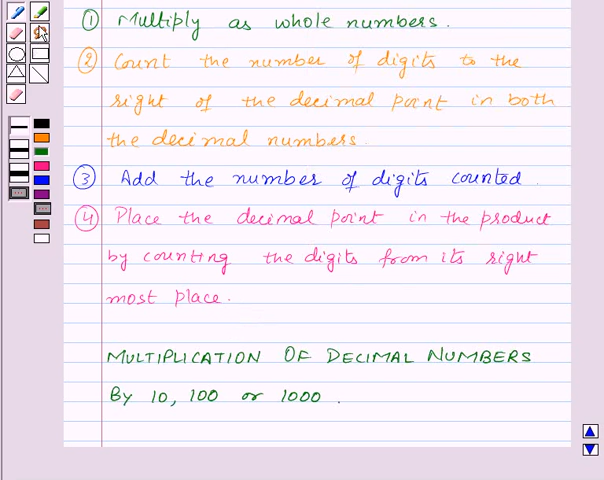 ① Multiply as whole numbers.
② Count the number of digits to the
right of the decimal point in both
the decimal numbers.
③ Add the number of digits counted.
④ Place the decimal point in the product
by counting the digits from its right
most place.
MULTIPLICATION OF DECIMAL NUMBERS
By 10, 100 or 1000.